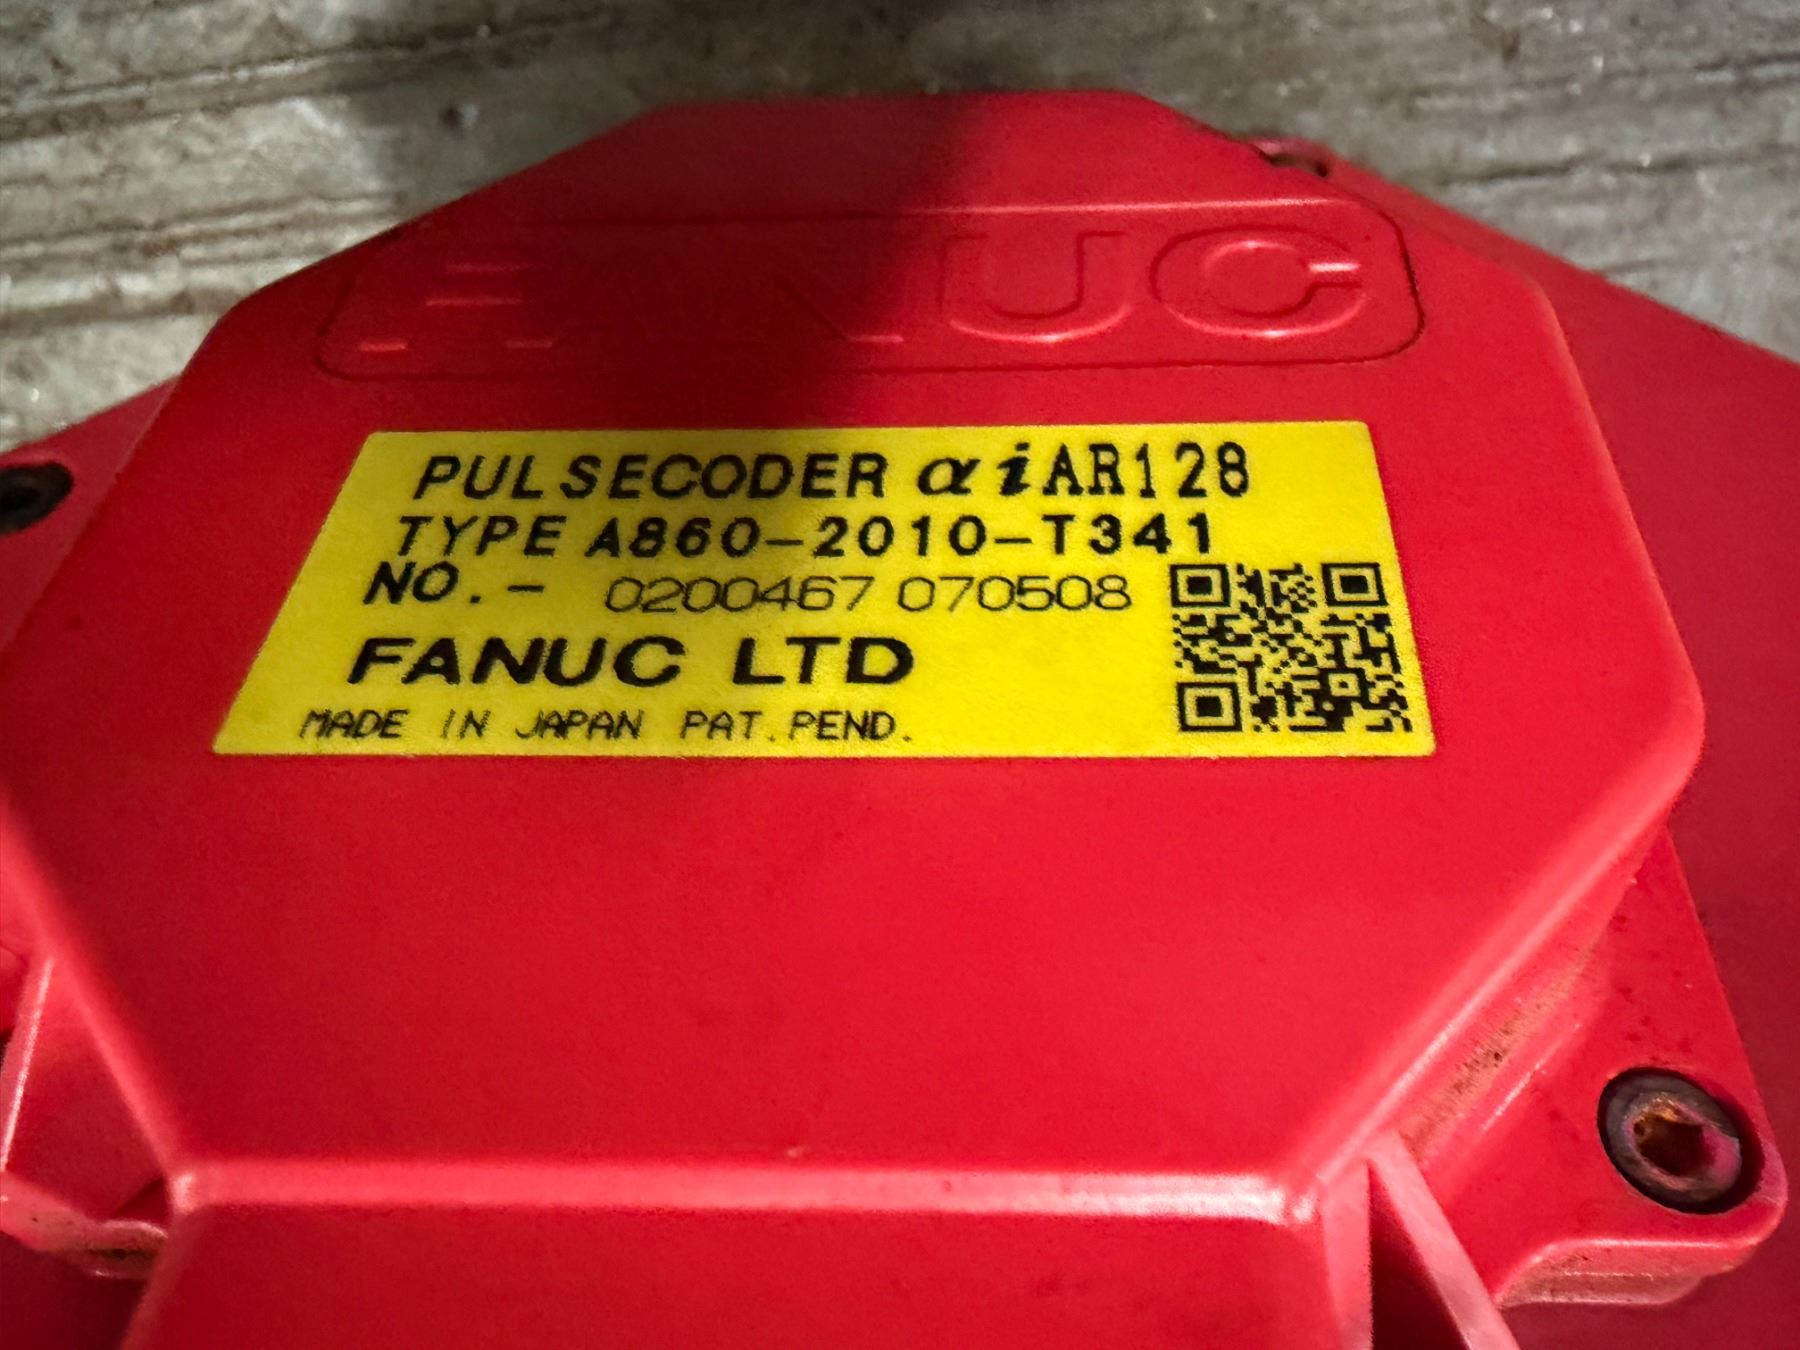 FANUC
PULSECODER αiAR128
TYPE A860-2010-T341
NO.- 0200467 070508
FANUC LTD
MADE IN JAPAN PAT.PEND.